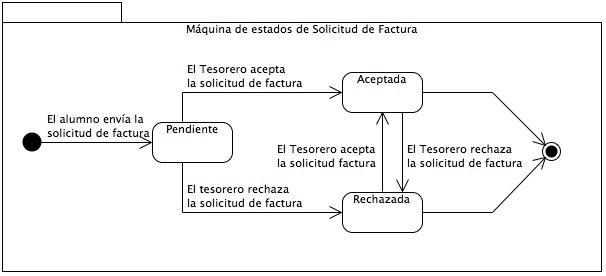 Máquina de estados de Solicitud de Factura
El Tesorero acepta
la solicitud de factura
Aceptada
El alumno envía la
solicitud de factura
Pendiente
El Tesorero acepta
la solicitud factura
El Tesorero rechaza
la solicitud de factura
El tesorero rechaza
la solicitud de factura
Rechazada